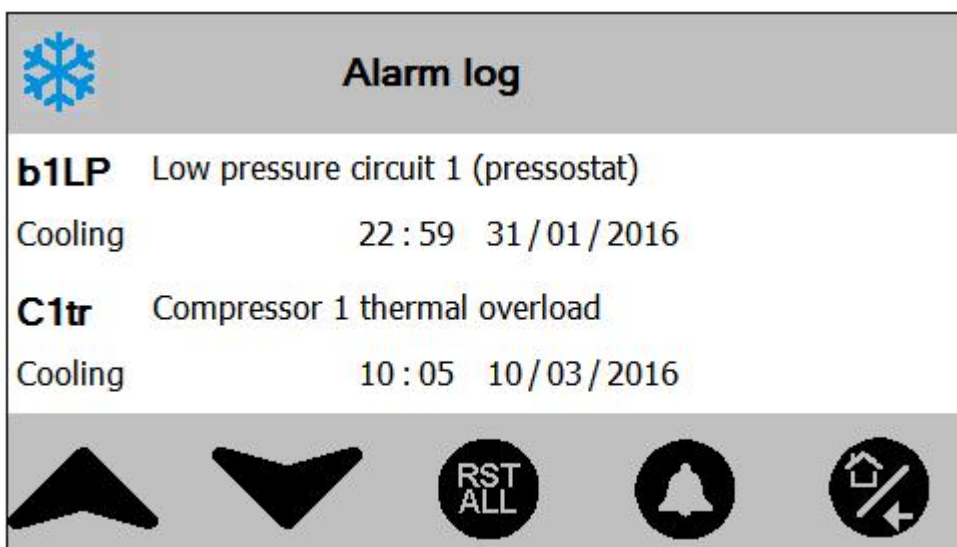 Alarm log
b1LP Low pressure circuit 1 (pressostat)
Cooling 22:59 31/01/2016
C1tr Compressor 1 thermal overload
Cooling 10:05 10/03/2016
RST
ALL